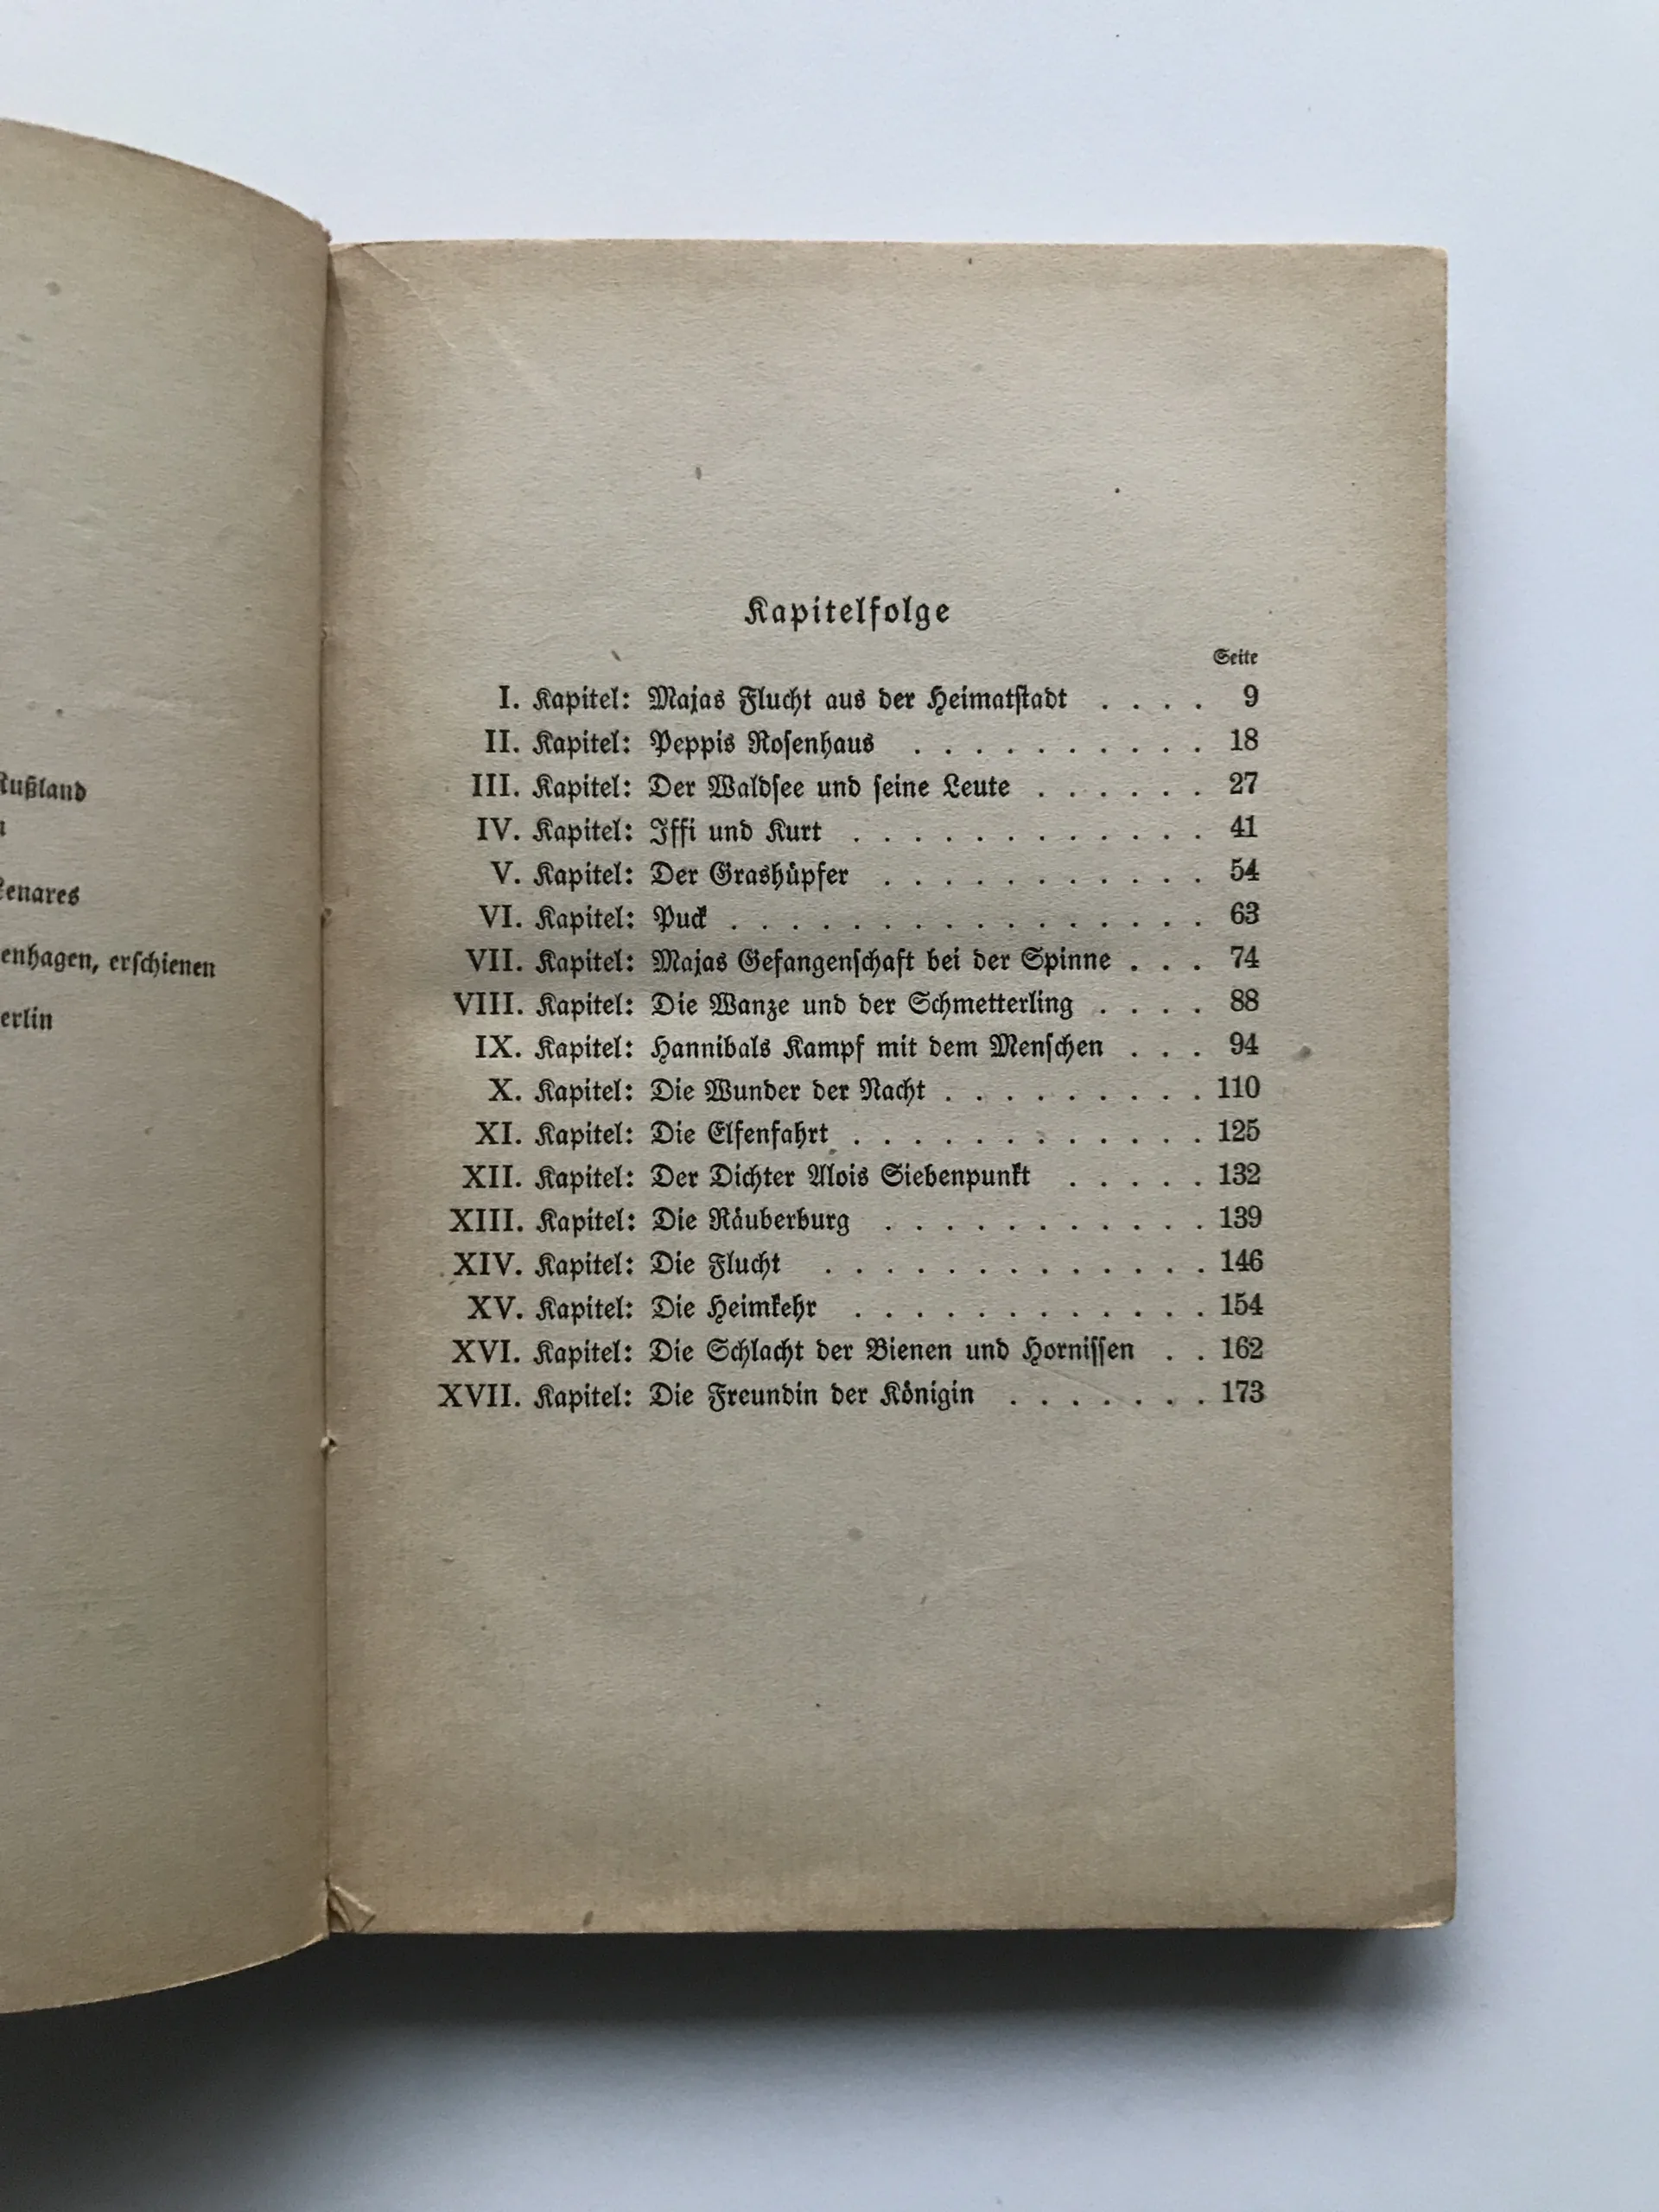 Rußland
enares
enhagen, erschienen
erlin
Kapitelfolge
Seite
I. Kapitel: Majas Flucht aus der Heimatstadt . . . . 9
II. Kapitel: Peppis Rosenhaus . . . . . . . . . . 18
III. Kapitel: Der Waldsee und seine Leute . . . . . . 27
IV. Kapitel: Iffi und Kurt . . . . . . . . . . . . 41
V. Kapitel: Der Grashüpfer . . . . . . . . . . . 54
VI. Kapitel: Puck . . . . . . . . . . . . . . . . 63
VII. Kapitel: Majas Gefangenschaft bei der Spinne . . . 74
VIII. Kapitel: Die Wanze und der Schmetterling . . . . 88
IX. Kapitel: Hannibals Kampf mit dem Menschen . . . 94
X. Kapitel: Die Wunder der Nacht . . . . . . . . . 110
XI. Kapitel: Die Elfenfahrt . . . . . . . . . . . . 125
XII. Kapitel: Der Dichter Alois Siebenpunkt . . . . . 132
XIII. Kapitel: Die Räuberburg . . . . . . . . . . . 139
XIV. Kapitel: Die Flucht . . . . . . . . . . . . . 146
XV. Kapitel: Die Heimkehr . . . . . . . . . . . . 154
XVI. Kapitel: Die Schlacht der Bienen und Hornissen . . 162
XVII. Kapitel: Die Freundin der Königin . . . . . . . 173